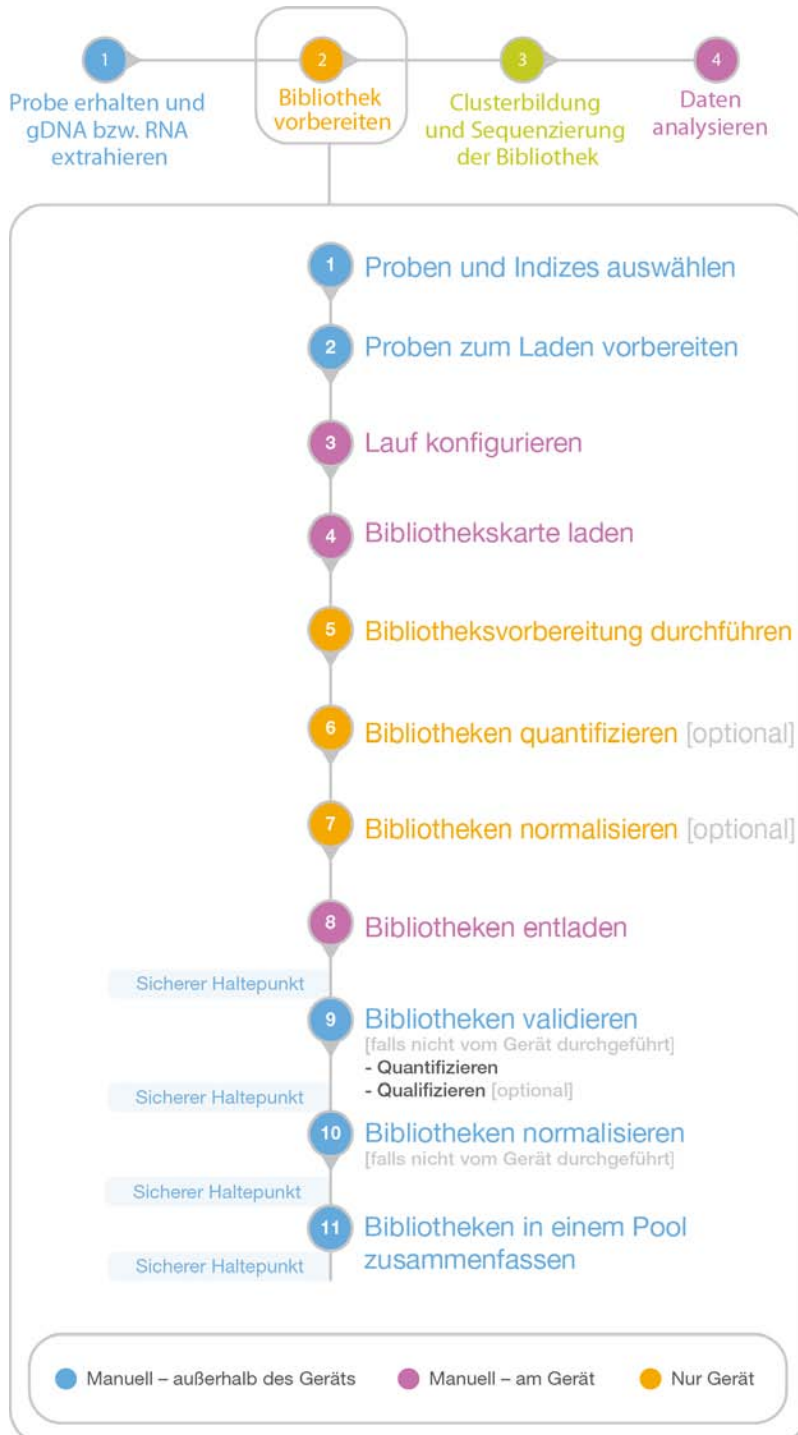 1
Probe erhalten und
gDNA bzw. RNA
extrahieren
2
Bibliothek
vorbereiten
3
Clusterbildung
und Sequenzierung
der Bibliothek
4
Daten
analysieren
1 Proben und Indizes auswählen
2 Proben zum Laden vorbereiten
3 Lauf konfigurieren
4 Bibliothekskarte laden
5 Bibliotheksvorbereitung durchführen
6 Bibliotheken quantifizieren [optional]
7 Bibliotheken normalisieren [optional]
8 Bibliotheken entladen
Sicherer Haltepunkt
9 Bibliotheken validieren
[falls nicht vom Gerät durchgeführt]
- Quantifizieren
- Qualifizieren [optional]
Sicherer Haltepunkt
10 Bibliotheken normalisieren
[falls nicht vom Gerät durchgeführt]
Sicherer Haltepunkt
11 Bibliotheken in einem Pool
zusammenfassen
Sicherer Haltepunkt
Manuell – außerhalb des Geräts
Manuell – am Gerät
Nur Gerät